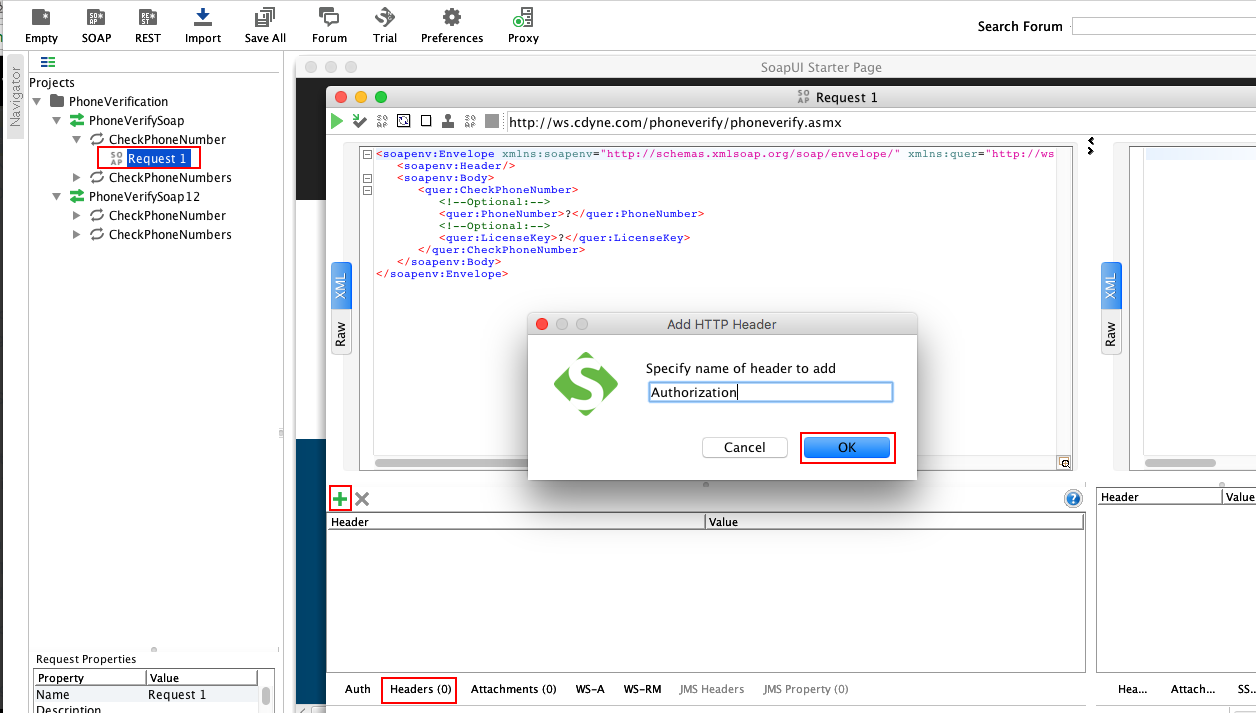 Empty SOAP REST Import Save All Forum Trial Preferences Proxy Search Forum
Navigator
Projects
PhoneVerification
PhoneVerifySoap
CheckPhoneNumber
Request 1
CheckPhoneNumbers
PhoneVerifySoap12
CheckPhoneNumber
CheckPhoneNumbers
SoapUI Starter Page
Request 1
http://ws.cdyne.com/phoneverify/phoneverify.asmx
XML
Raw
<soapenv:Envelope xmlns:soapenv="http://schemas.xmlsoap.org/soap/envelope/" xmlns:quer="http://ws
<soapenv:Header/>
<soapenv:Body>
<quer:CheckPhoneNumber>
<!--Optional:-->
<quer:PhoneNumber>?</quer:PhoneNumber>
<!--Optional:-->
<quer:LicenseKey>?</quer:LicenseKey>
</quer:CheckPhoneNumber>
</soapenv:Body>
</soapenv:Envelope>
XML
Raw
Add HTTP Header
Specify name of header to add
Authorization
Cancel OK
Header Value
Header Value
Auth Headers (0) Attachments (0) WS-A WS-RM JMS Headers JMS Property (0)
Hea... Attach... SS...
Request Properties
Property Value
Name Request 1
Description